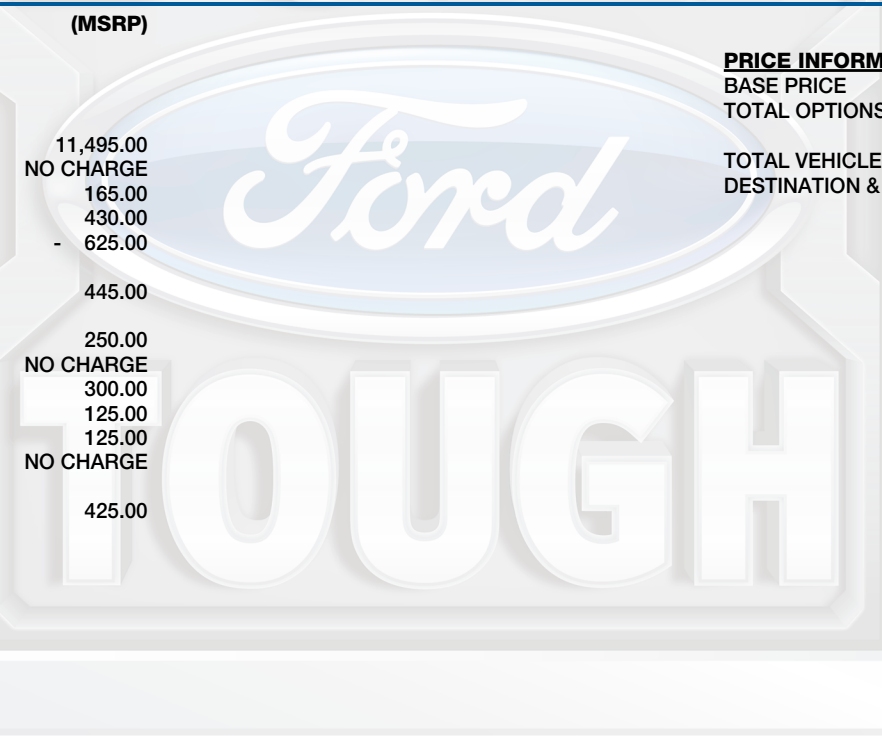 (MSRP)
11,495.00
NO CHARGE
165.00
430.00
- 625.00
445.00
250.00
NO CHARGE
300.00
125.00
125.00
NO CHARGE
425.00
PRICE INFORM
BASE PRICE
TOTAL OPTIONS
TOTAL VEHICLE
DESTINATION &
Ford
TOUGH